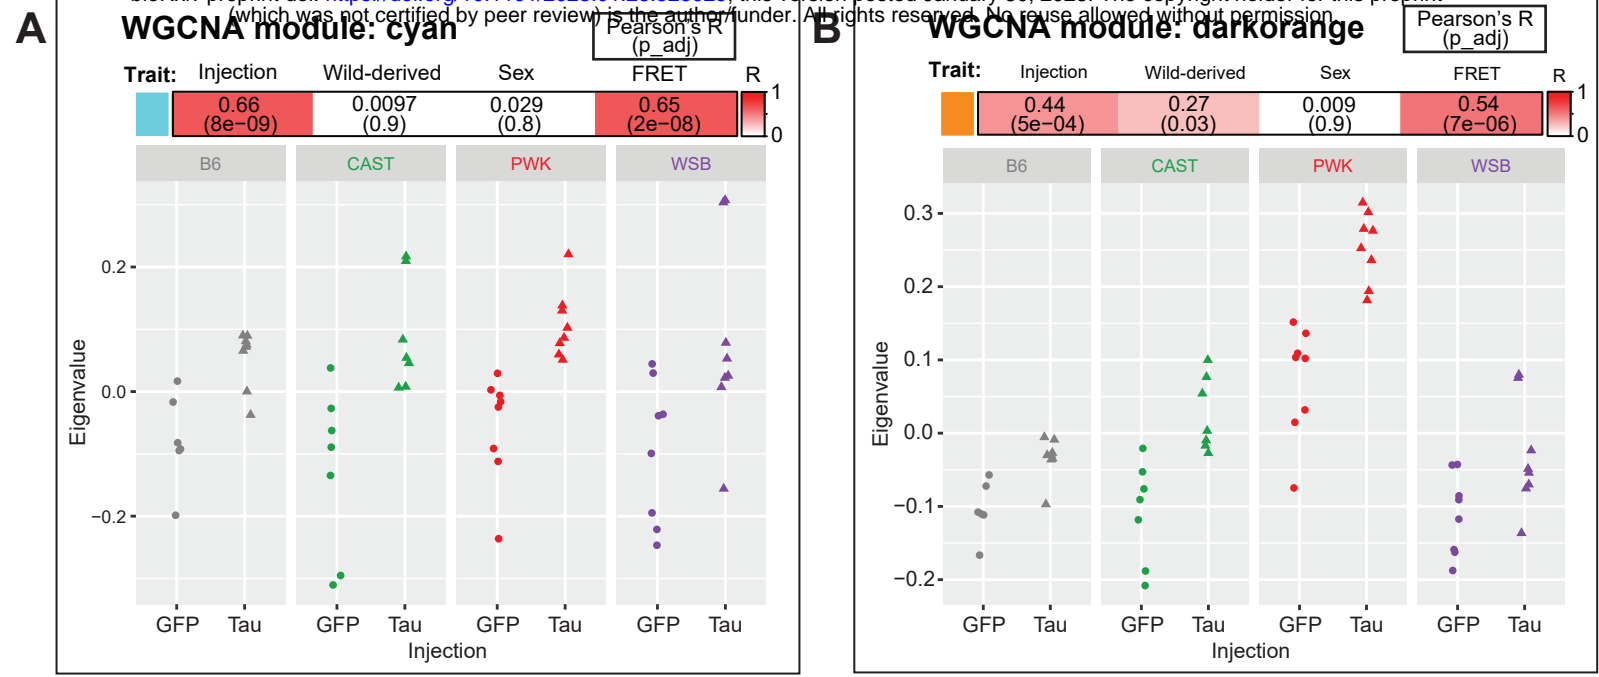 (which was not certified by peer review) is the author/funder. All rights reserved. No reuse allowed without permission.
A
WGCNA module: cyan
Pearson's R
(p_adj)
Trait: Injection Wild-derived Sex FRET R
0.66 0.0097 0.029 0.65 1
(8e−09) (0.9) (0.8) (2e−08) 0
B6 CAST PWK WSB
0.2
0.0
−0.2
Eigenvalue
GFP Tau GFP Tau GFP Tau GFP Tau
Injection
B
WGCNA module: darkorange
Pearson's R
(p_adj)
Trait: Injection Wild-derived Sex FRET R
0.44 0.27 0.009 0.54 1
(5e−04) (0.03) (0.9) (7e−06) 0
B6 CAST PWK WSB
0.3
0.2
0.1
0.0
−0.1
−0.2
Eigenvalue
GFP Tau GFP Tau GFP Tau GFP Tau
Injection